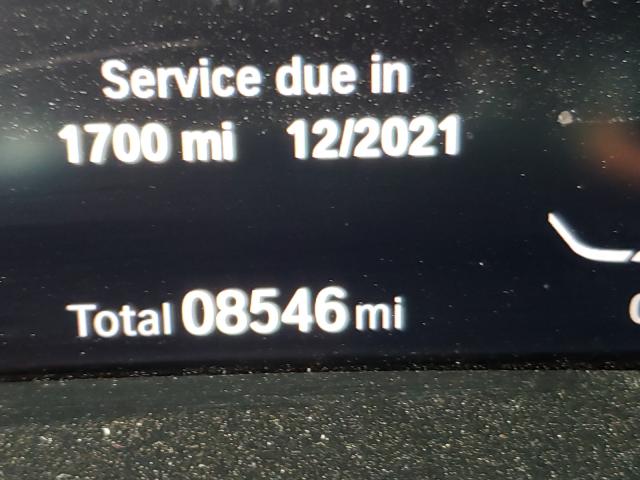 Service due in
1700 mi 12/2021
Total 08546 mi